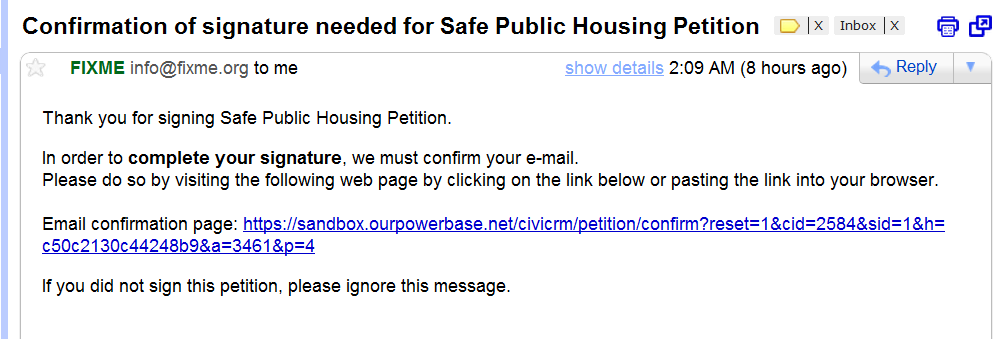 Confirmation of signature needed for Safe Public Housing Petition X Inbox X
FIXME info@fixme.org to me show details 2:09 AM (8 hours ago) Reply
Thank you for signing Safe Public Housing Petition.
In order to complete your signature, we must confirm your e-mail.
Please do so by visiting the following web page by clicking on the link below or pasting the link into your browser.
Email confirmation page: https://sandbox.ourpowerbase.net/civicrm/petition/confirm?reset=1&cid=2584&sid=1&h=
c50c2130c44248b9&a=3461&p=4
If you did not sign this petition, please ignore this message.